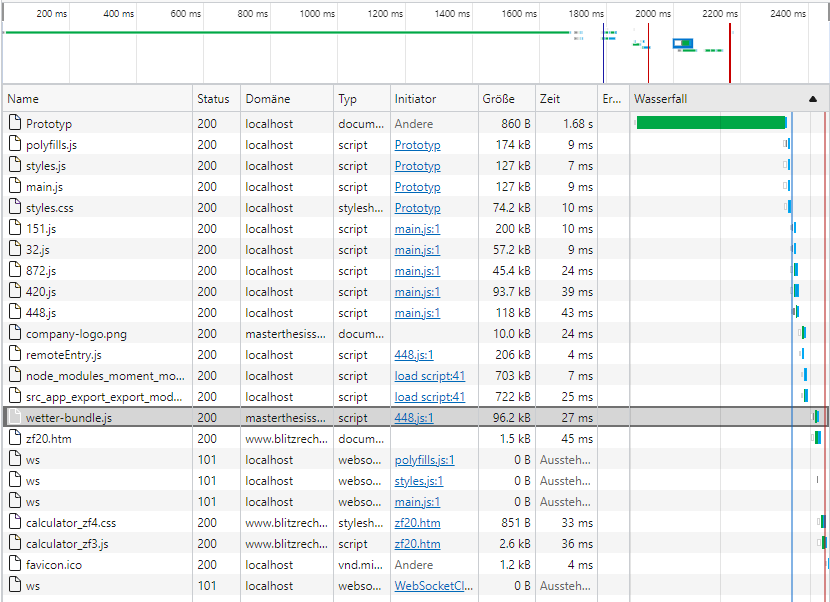 200 ms 400 ms 600 ms 800 ms 1000 ms 1200 ms 1400 ms 1600 ms 1800 ms 2000 ms 2200 ms 2400 ms
Name Status Domäne Typ Initiator Größe Zeit Er... Wasserfall
Prototyp 200 localhost docum... Andere 860 B 1.68 s
polyfills.js 200 localhost script Prototyp 174 kB 9 ms
styles.js 200 localhost script Prototyp 127 kB 7 ms
main.js 200 localhost script Prototyp 127 kB 9 ms
styles.css 200 localhost stylesh... Prototyp 74.2 kB 10 ms
151.js 200 localhost script main.js:1 200 kB 10 ms
32.js 200 localhost script main.js:1 57.2 kB 9 ms
872.js 200 localhost script main.js:1 45.4 kB 24 ms
420.js 200 localhost script main.js:1 93.7 kB 39 ms
448.js 200 localhost script main.js:1 118 kB 43 ms
company-logo.png 200 masterthesiss... docum... 10.0 kB 24 ms
remoteEntry.js 200 localhost script 448.js:1 206 kB 4 ms
node_modules_moment_mo... 200 localhost script load script:41 703 kB 7 ms
src_app_export_export_mod... 200 localhost script load script:41 722 kB 25 ms
wetter-bundle.js 200 masterthesiss... script 448.js:1 96.2 kB 27 ms
zf20.htm 200 www.blitzrech... docum... 1.5 kB 45 ms
ws 101 localhost webso... polyfills.js:1 0 B Aussteh...
ws 101 localhost webso... styles.js:1 0 B Aussteh...
ws 101 localhost webso... main.js:1 0 B Aussteh...
calculator_zf4.css 200 www.blitzrech... stylesh... zf20.htm 851 B 33 ms
calculator_zf3.js 200 www.blitzrech... script zf20.htm 2.6 kB 36 ms
favicon.ico 200 localhost vnd.mi... Andere 1.2 kB 4 ms
ws 101 localhost webso... WebSocketCl... 0 B Aussteh...